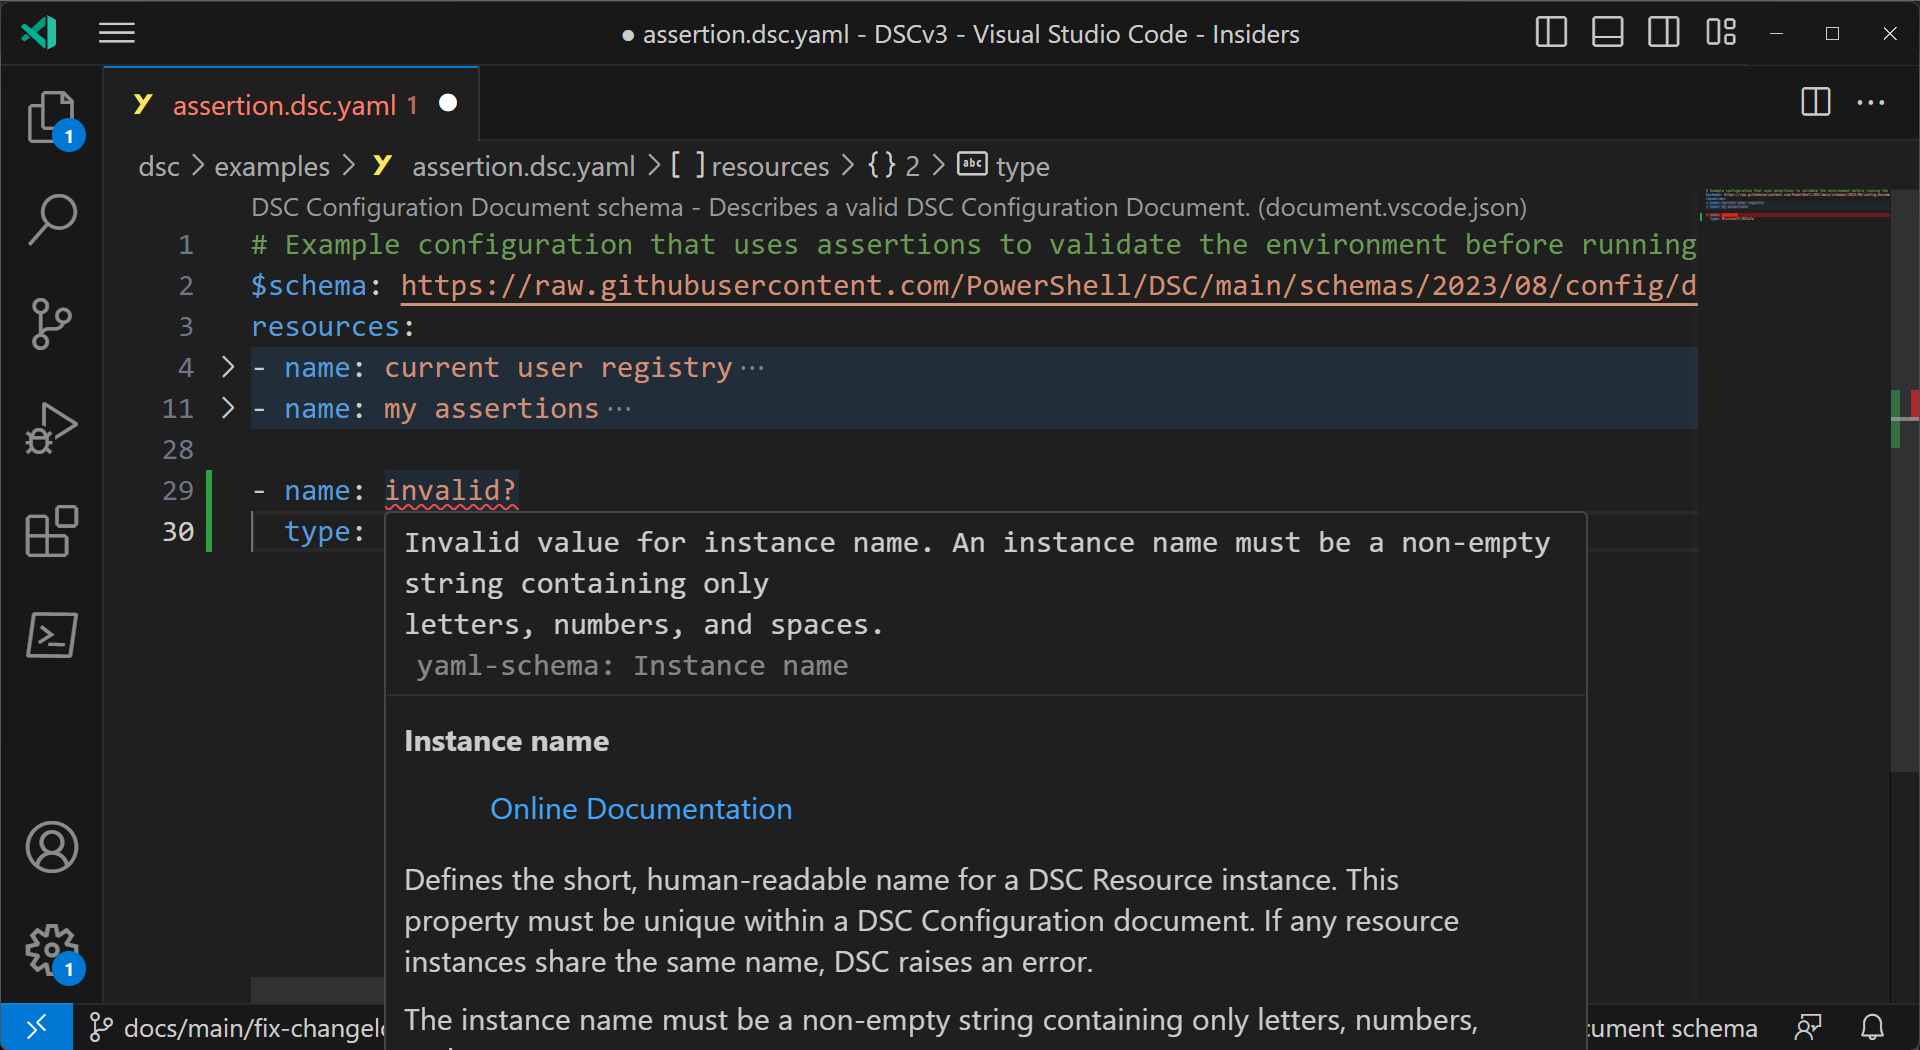 ● assertion.dsc.yaml - DSCv3 - Visual Studio Code - Insiders
assertion.dsc.yaml 1
dsc > examples > assertion.dsc.yaml > [ ] resources > {} 2 > abc type
DSC Configuration Document schema - Describes a valid DSC Configuration Document. (document.vscode.json)
1 # Example configuration that uses assertions to validate the environment before running
2 $schema: https://raw.githubusercontent.com/PowerShell/DSC/main/schemas/2023/08/config/d
3 resources:
4 - name: current user registry ...
11 - name: my assertions ...
28
29 - name: invalid?
30 type:
Invalid value for instance name. An instance name must be a non-empty
string containing only
letters, numbers, and spaces.
yaml-schema: Instance name
Instance name
Online Documentation
Defines the short, human-readable name for a DSC Resource instance. This
property must be unique within a DSC Configuration document. If any resource
instances share the same name, DSC raises an error.
The instance name must be a non-empty string containing only letters, numbers,
1
1
docs/main/fix-changel
cument schema